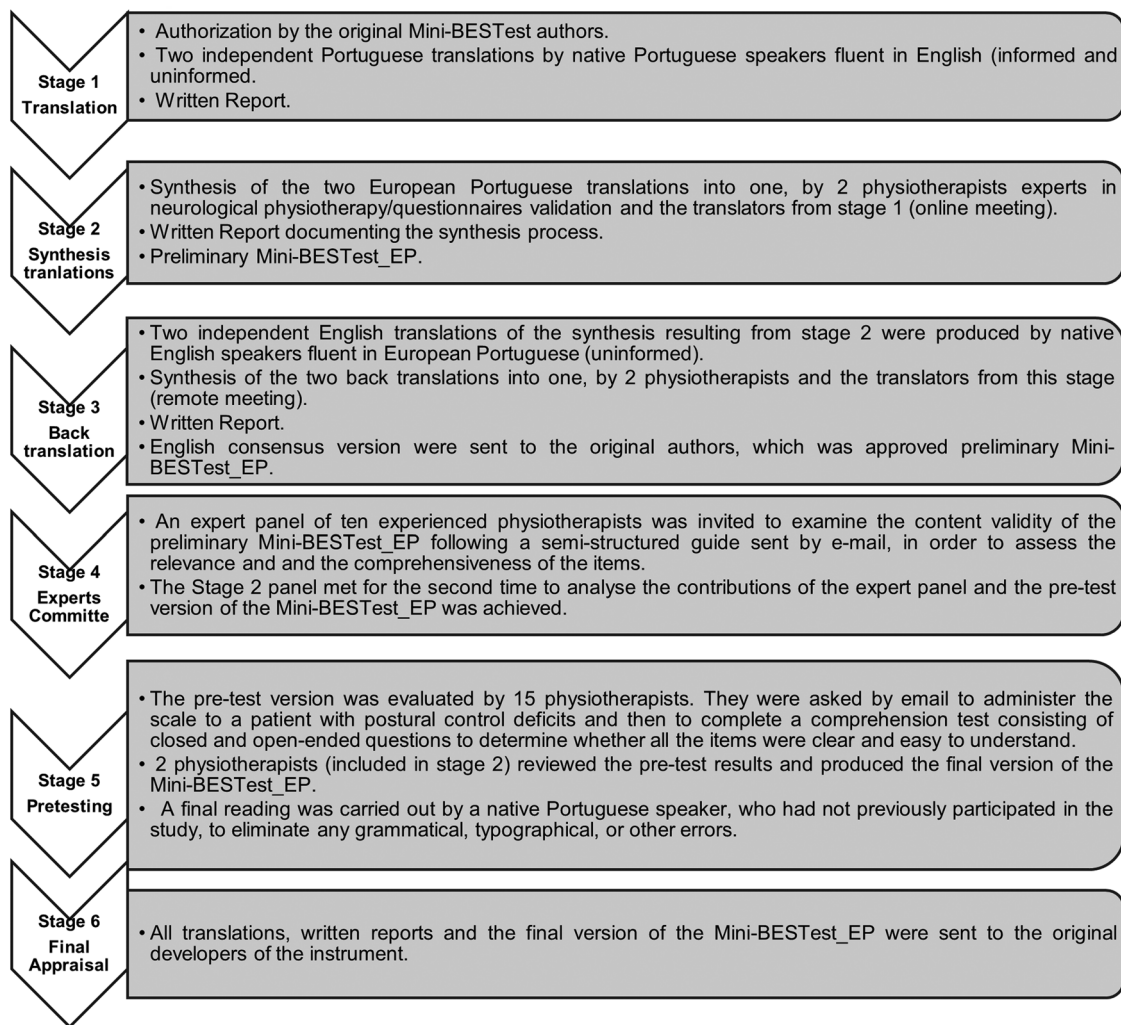 Stage 1
Translation
• Authorization by the original Mini-BESTest authors.
• Two independent Portuguese translations by native Portuguese speakers fluent in English (informed and
uninformed.
• Written Report.
Stage 2
Synthesis
tranlations
• Synthesis of the two European Portuguese translations into one, by 2 physiotherapists experts in
neurological physiotherapy/questionnaires validation and the translators from stage 1 (online meeting).
• Written Report documenting the synthesis process.
• Preliminary Mini-BESTest_EP.
Stage 3
Back
translation
• Two independent English translations of the synthesis resulting from stage 2 were produced by native
English speakers fluent in European Portuguese (uninformed).
• Synthesis of the two back translations into one, by 2 physiotherapists and the translators from this stage
(remote meeting).
• Written Report.
• English consensus version were sent to the original authors, which was approved preliminary Mini-
BESTest_EP.
Stage 4
Experts
Committe
• An expert panel of ten experienced physiotherapists was invited to examine the content validity of the
preliminary Mini-BESTest_EP following a semi-structured guide sent by e-mail, in order to assess the
relevance and and the comprehensiveness of the items.
• The Stage 2 panel met for the second time to analyse the contributions of the expert panel and the pre-test
version of the Mini-BESTest_EP was achieved.
Stage 5
Pretesting
• The pre-test version was evaluated by 15 physiotherapists. They were asked by email to administer the
scale to a patient with postural control deficits and then to complete a comprehension test consisting of
closed and open-ended questions to determine whether all the items were clear and easy to understand.
• 2 physiotherapists (included in stage 2) reviewed the pre-test results and produced the final version of the
Mini-BESTest_EP.
• A final reading was carried out by a native Portuguese speaker, who had not previously participated in the
study, to eliminate any grammatical, typographical, or other errors.
Stage 6
Final
Appraisal
• All translations, written reports and the final version of the Mini-BESTest_EP were sent to the original
developers of the instrument.